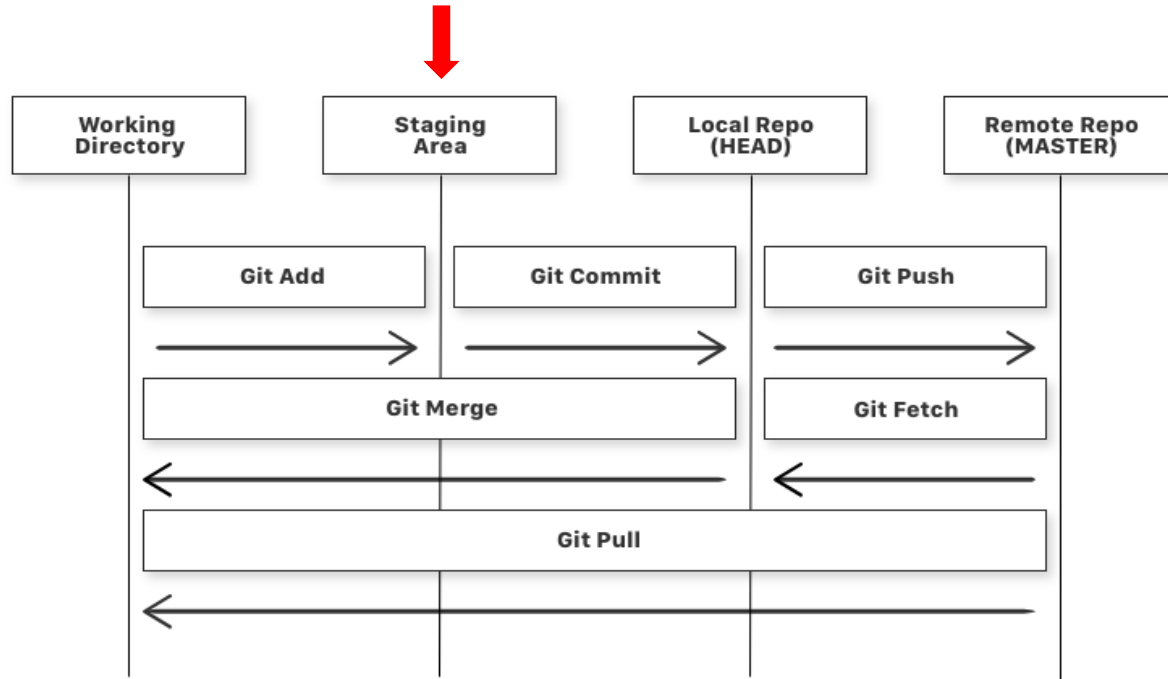 Working
Directory
Staging
Area
Local Repo
(HEAD)
Remote Repo
(MASTER)
Git Add
Git Commit
Git Push
Git Merge
Git Fetch
Git Pull